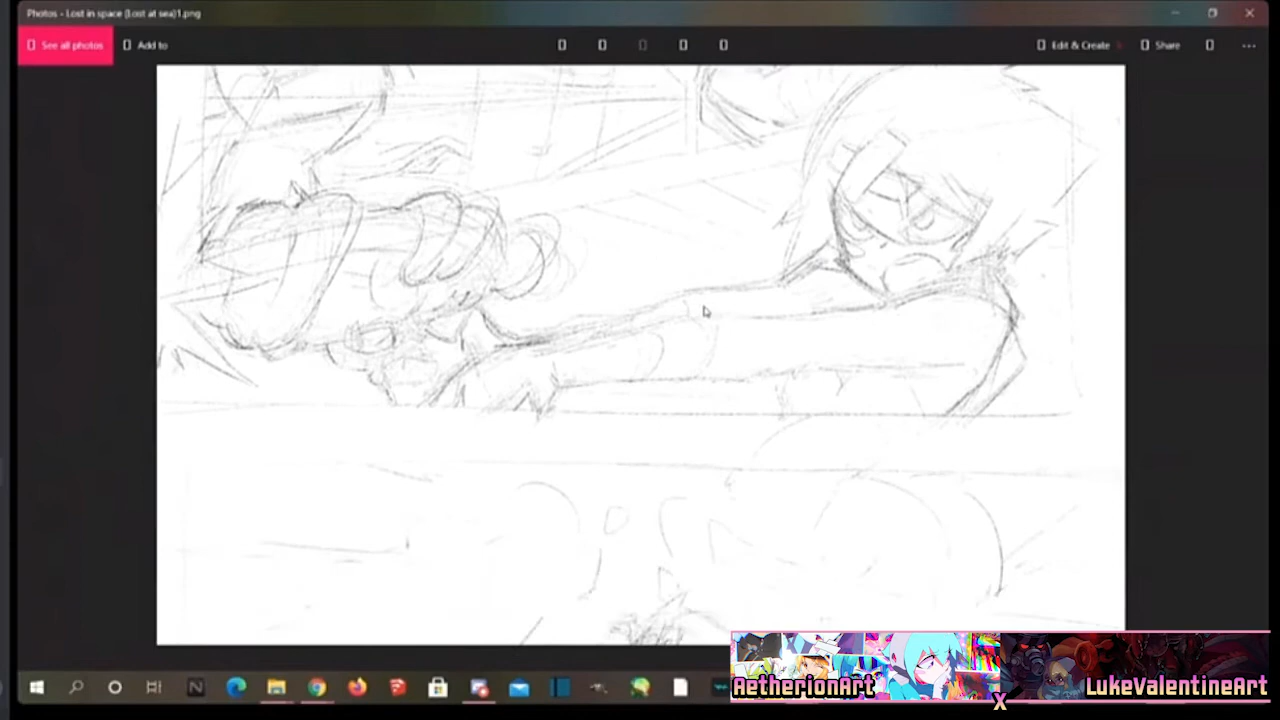 Photos - Lost in space (Lost at sea)1.png
See all photos
Add to
Edit & Create
Share
AetherionArt
X
LukeValentineArt